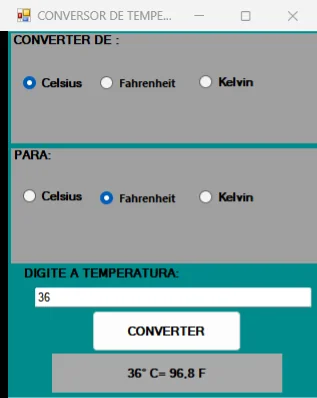 CONVERSOR DE TEMPE...
CONVERTER DE :
Celsius Fahrenheit Kelvin
PARA:
Celsius Fahrenheit Kelvin
DIGITE A TEMPERATURA:
36
CONVERTER
36° C= 96,8 F